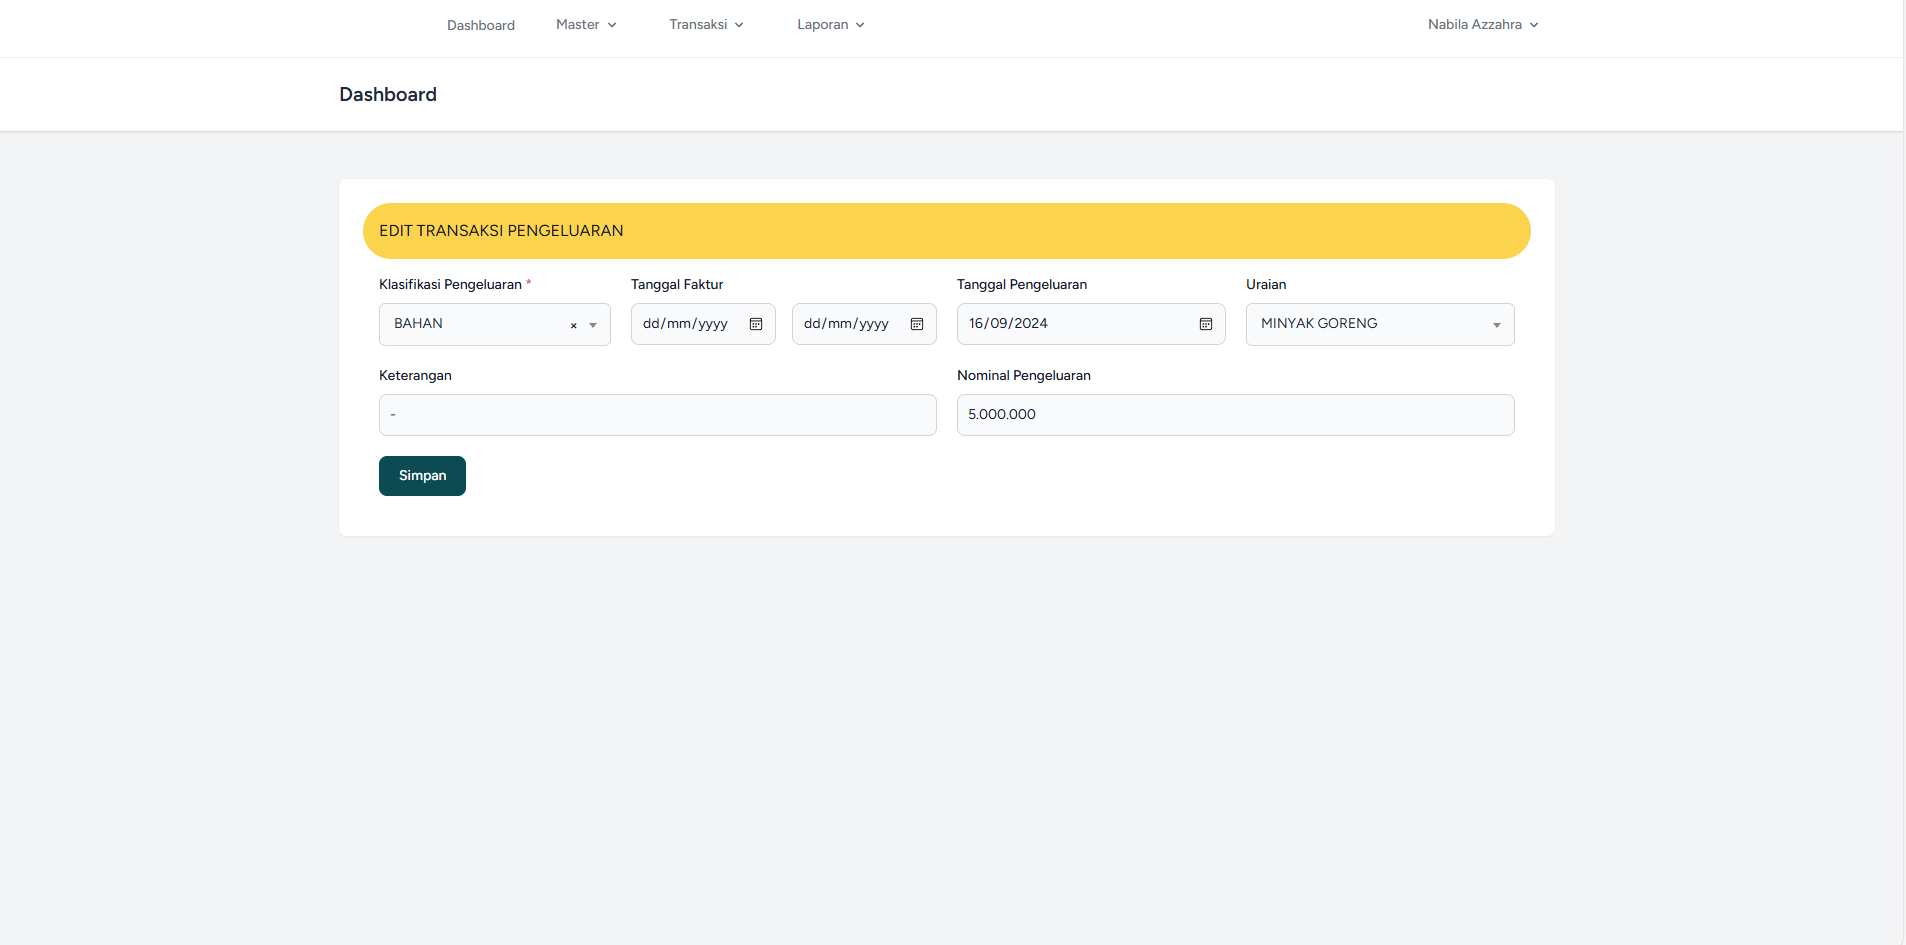 Dashboard Master Transaksi Laporan Nabila Azzahra
Dashboard
EDIT TRANSAKSI PENGELUARAN
Klasifikasi Pengeluaran * Tanggal Faktur Tanggal Pengeluaran Uraian
BAHAN × dd/mm/yyyy dd/mm/yyyy 16/09/2024 MINYAK GORENG
Keterangan Nominal Pengeluaran
- 5.000.000
Simpan